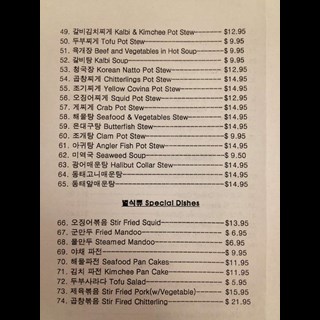 49. 갈비김치찌개 Kalbi & Kimchee Pot Stew $12.95
50. 두부찌게 Tofu Pot Stew $ 9.95
51. 육개장 Beef and Vegetables in Hot Soup $ 9.95
52. 갈비탕 Kalbi Soup $ 9.95
53. 청국장 Korean Natto Pot Stew $12.95
54. 곱창찌게 Chitterlings Pot Stew $14.95
55. 조기찌게 Yellow Covina Pot Stew $14.95
56. 오징어찌게 Squid Pot Stew $12.95
57. 게찌게 Crab Pot Stew $14.95
58. 해물탕 Seafood & Vegetables Stew $14.95
59. 은대구탕 Butterfish Stew $14.95
60. 조개탕 Clam Pot Stew $ 9.95
61. 아귀탕 Angler Fish Pot Stew $14.95
62. 미역국 Seaweed Soup $ 9.50
63. 광어매운탕 Halibut Collar Stew $14.95
64. 동태고니매운탕 $14.95
65. 동태알매운탕 $14.95
별식류 Special Dishes
66. 오징어볶음 Stir Fried Squid $13.95
67. 군만두 Fried Mandoo $6.95
68. 물만두 Steamed Mandoo $6.95
69. 야채 파전 $ 9.95
70. 해물파전 Seafood Pan Cakes $11.95
71. 김치 파전 Kimchee Pan Cake $11.95
72. 두부사라다 Tofu Salad $ 5.95
73. 제육볶음 Stir Fried Pork(w/Vegetable) $15.95
74. 곱창볶음 Stir Fired Chitterling $ 21.95